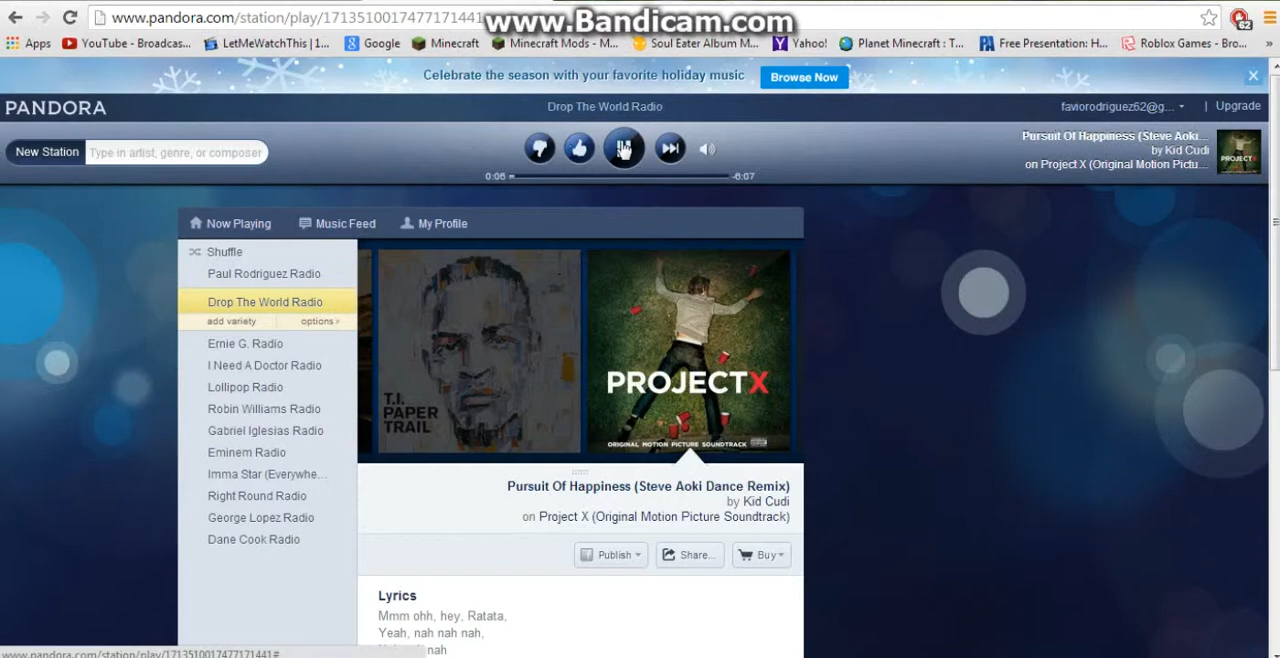 www.pandora.com/station/play/1713510017477171441
www.Bandicam.com
62
Apps
YouTube - Broadcas...
LetMeWatchThis | 1...
Google
Minecraft
Minecraft Mods - M...
Soul Eater Album M...
Yahoo!
Planet Minecraft : T...
Free Presentation: H...
Roblox Games - Bro...
»
Celebrate the season with your favorite holiday music
Browse Now
PANDORA
Drop The World Radio
faviorodriguez62@g...
| Upgrade
New Station
Type in artist, genre, or composer
0:06
-6:07
Pursuit Of Happiness (Steve Aoki...
by Kid Cudi
on Project X (Original Motion Pictu...
PROJECTX
Now Playing
Music Feed
My Profile
Shuffle
Paul Rodriguez Radio
Drop The World Radio
add variety
options
Ernie G. Radio
I Need A Doctor Radio
Lollipop Radio
Robin Williams Radio
Gabriel Iglesias Radio
Eminem Radio
Imma Star (Everywhe...
Right Round Radio
George Lopez Radio
Dane Cook Radio
T.I.
PAPER
TRAIL
PROJECTX
ORIGINAL MOTION PICTURE SOUNDTRACK
Pursuit Of Happiness (Steve Aoki Dance Remix)
by Kid Cudi
on Project X (Original Motion Picture Soundtrack)
Publish
Share...
Buy
Lyrics
Mmm ohh, hey, Ratata,
Yeah, nah nah nah,
nah
www.pandora.com/station/play/1713510017477171441#